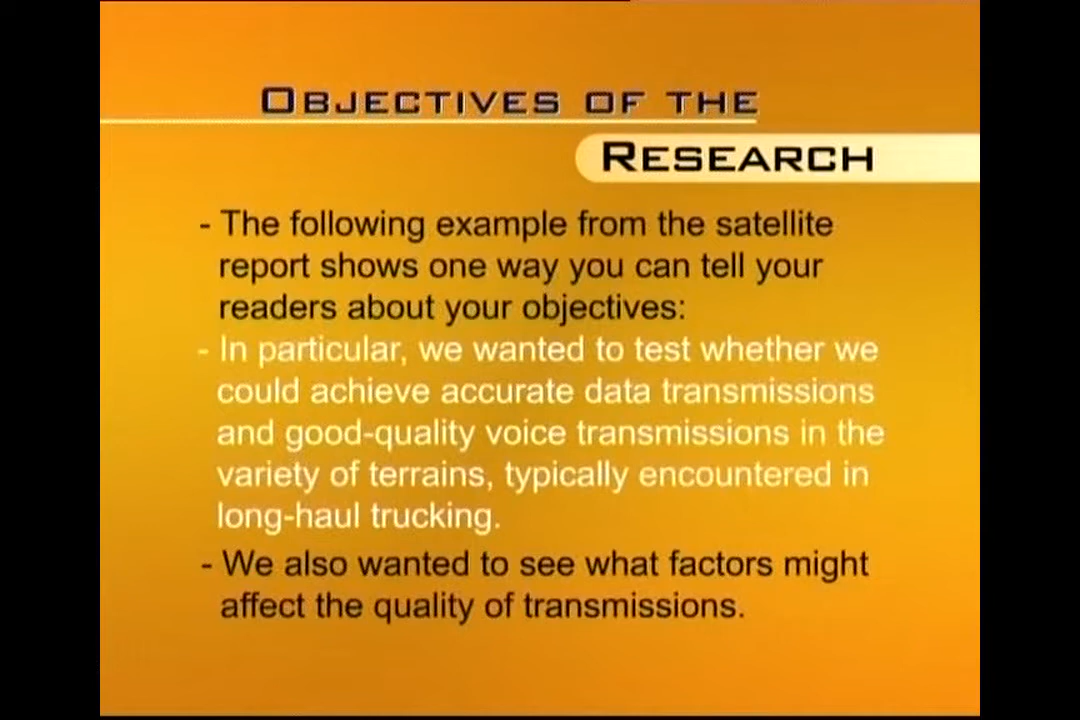 OBJECTIVES OF THE
RESEARCH
- The following example from the satellite
report shows one way you can tell your
readers about your objectives:
- In particular, we wanted to test whether we
could achieve accurate data transmissions
and good-quality voice transmissions in the
variety of terrains, typically encountered in
long-haul trucking.
- We also wanted to see what factors might
affect the quality of transmissions.